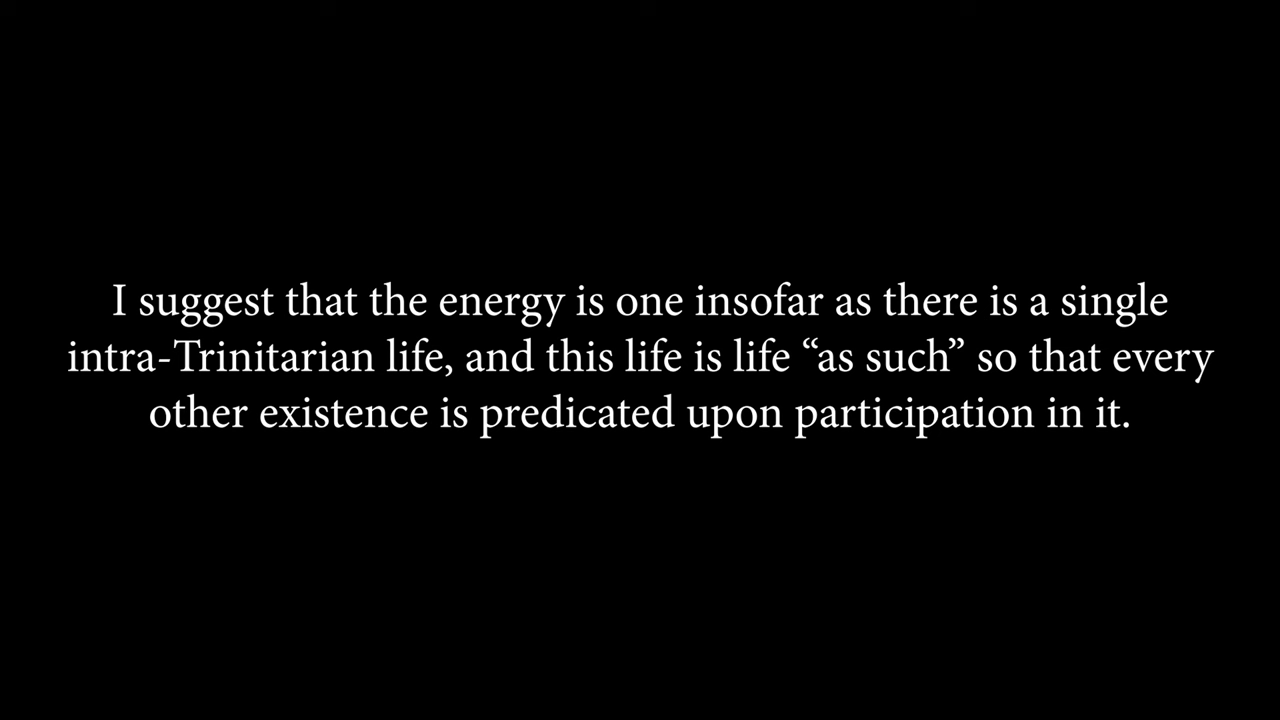 I suggest that the energy is one insofar as there is a single
intra-Trinitarian life, and this life is life “as such” so that every
other existence is predicated upon participation in it.